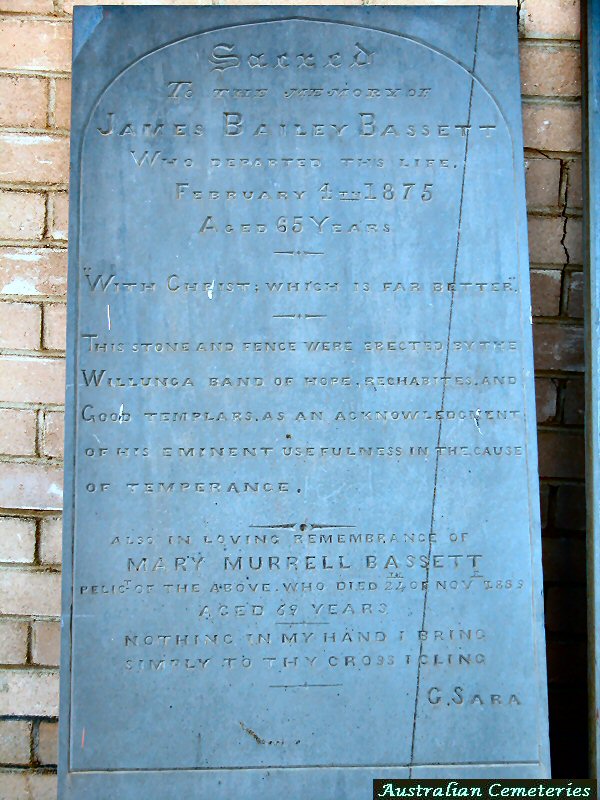 Sacred
TO THE MEMORY OF
JAMES BAILEY BASSETT
WHO DEPARTED THS LIFE.
FEBRUARY 4TH 1875
AGED 65 YEARS
"WITH CHRIST; WHICH IS FAR BETTER."
THIS STONE AND FENCE WERE ERECTED BY THE
WILLUNGA BAND OF HOPE, RECHABITES, AND
GOOD TEMPLARS, AS AN ACKNOWLEDGMENT
OF HIS EMINENT USEFULNESS IN THE CAUSE
OF TEMPERANCE.
ALSO IN LOVING REMEMBRANCE OF
MARY MURRELL BASSETT
RELICT OF THE ABOVE. WHO DIED OF NOV
AGED 69 YEARS
NOTHING IN MY HAND I BRING
SIMPLY TO THY CROSS I CLING
G. SARA
Australian Cemeteries